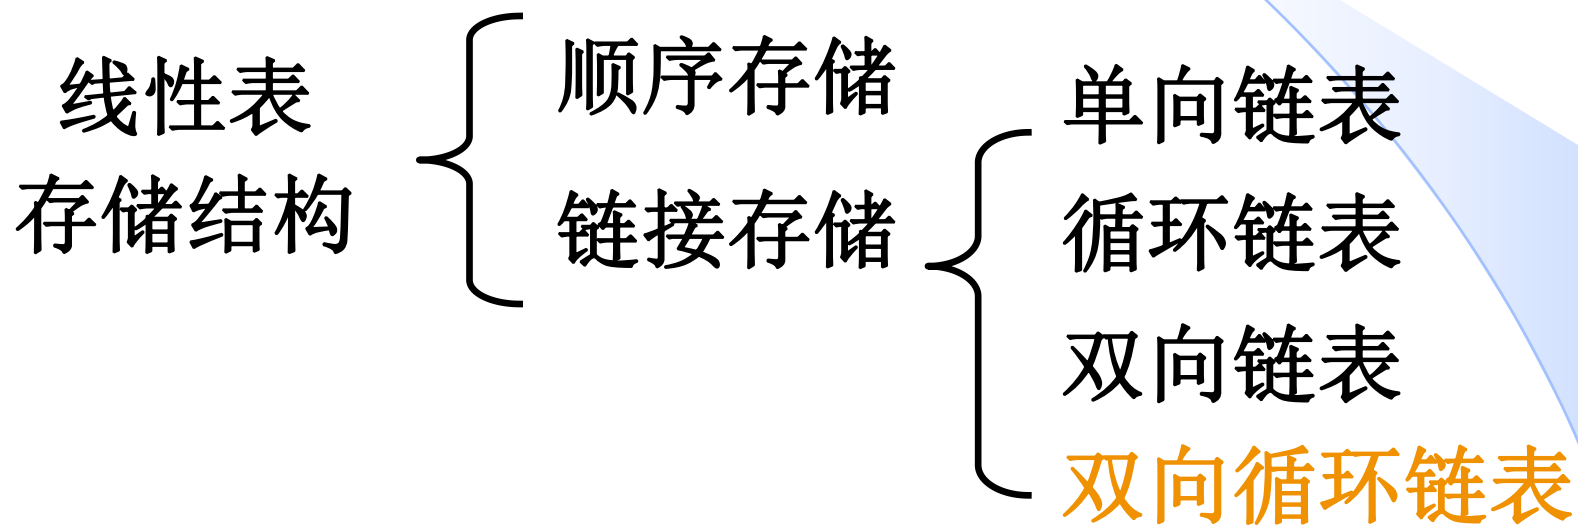 线性表
存储结构
顺序存储
链接存储
单向链表
循环链表
双向链表
双向循环链表